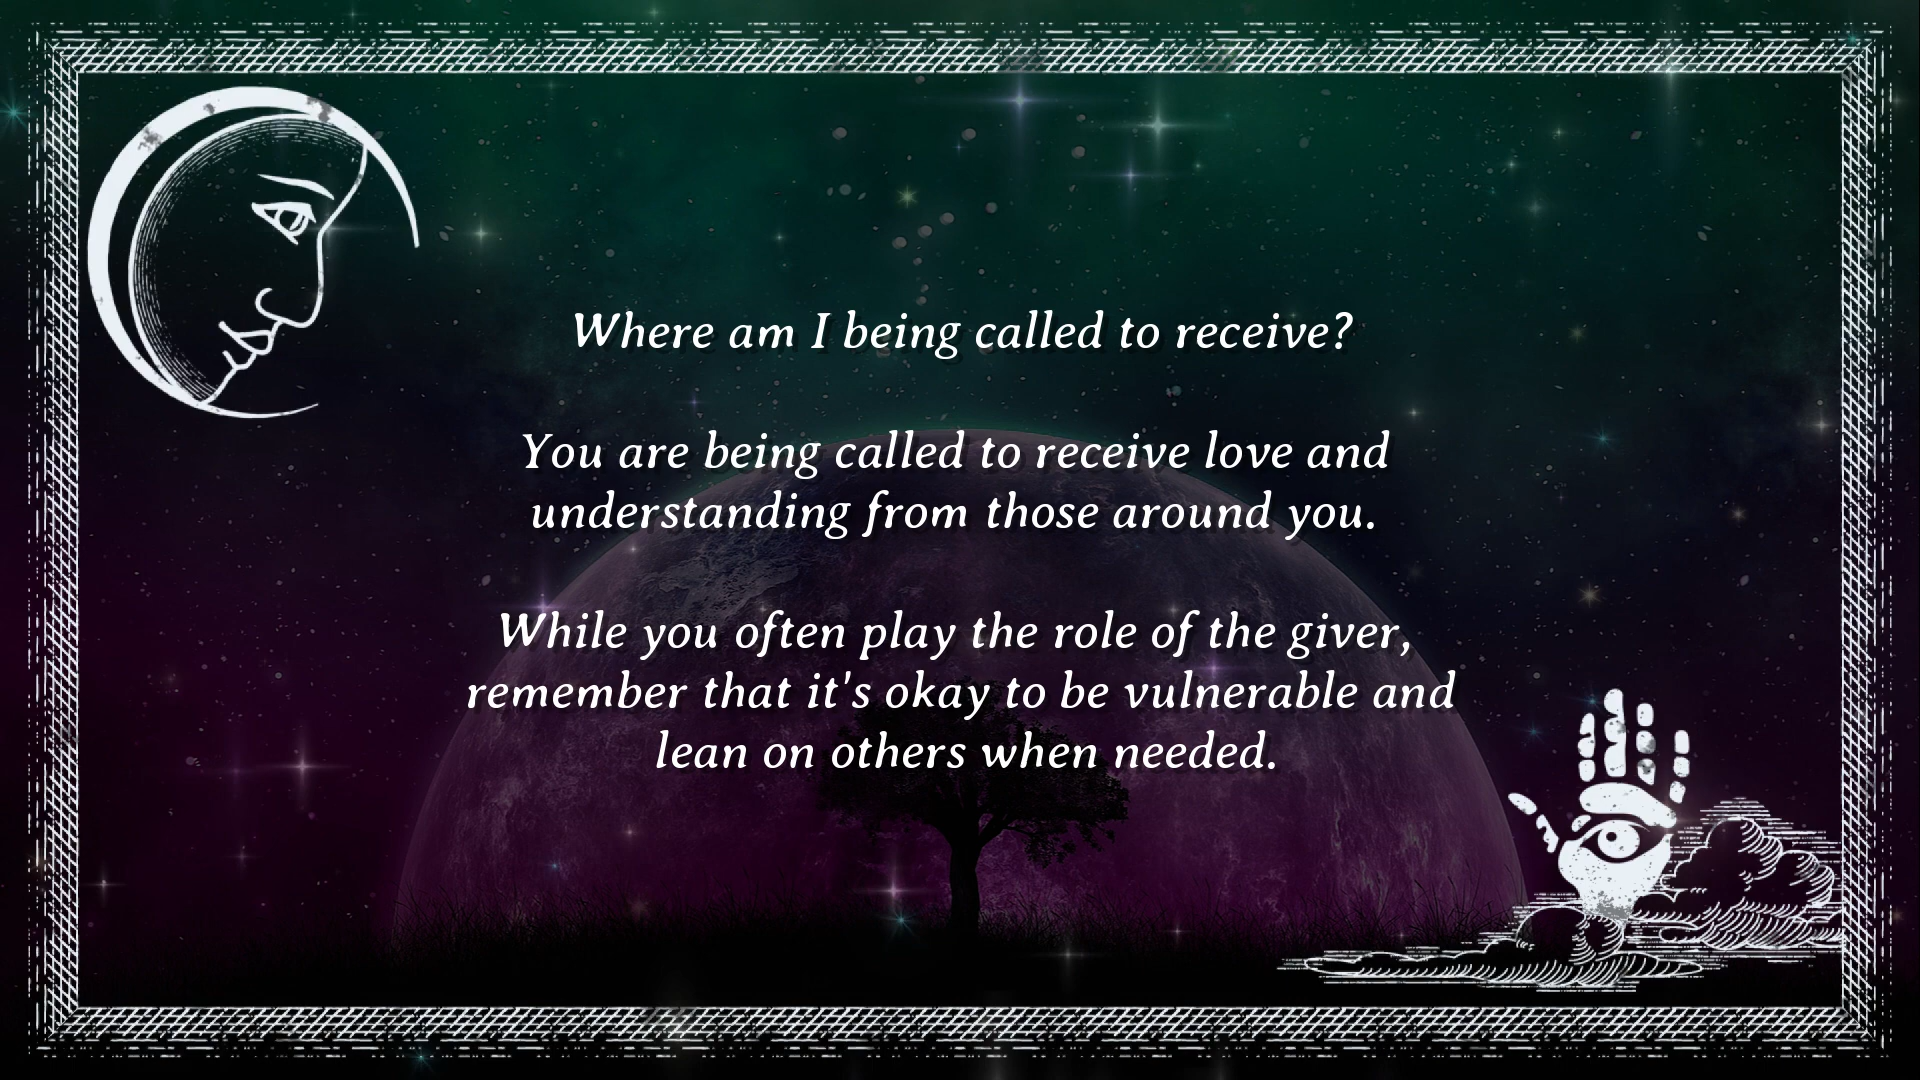 Where am I being called to receive?
You are being called to receive love and
understanding from those around you.
While you often play the role of the giver,
remember that it's okay to be vulnerable and
lean on others when needed.